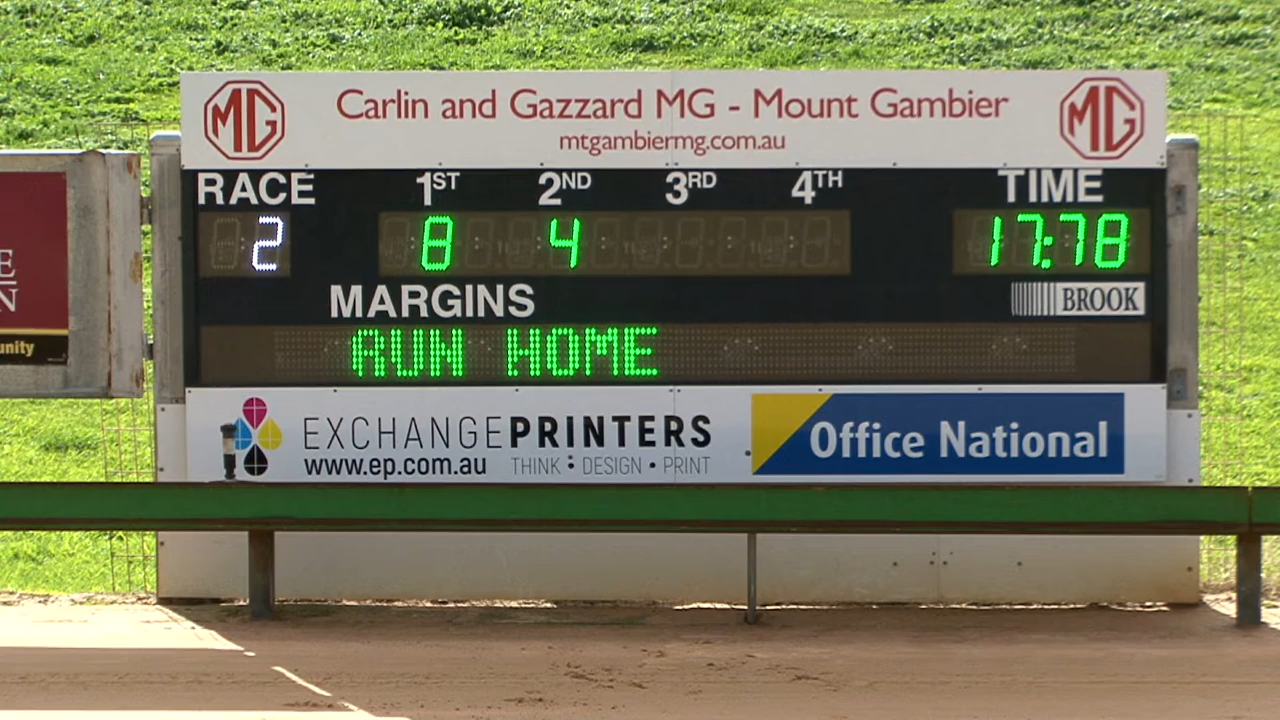 MG Carlin and Gazzard MG - Mount Gambier MG
mtgambiermg.com.au
RACE 1ST 2ND 3RD 4TH TIME
2 8 4 17:78
MARGINS BROOK
RUN HOME
E
N
unity
EXCHANGEPRINTERS
www.ep.com.au THINK • DESIGN • PRINT
Office National